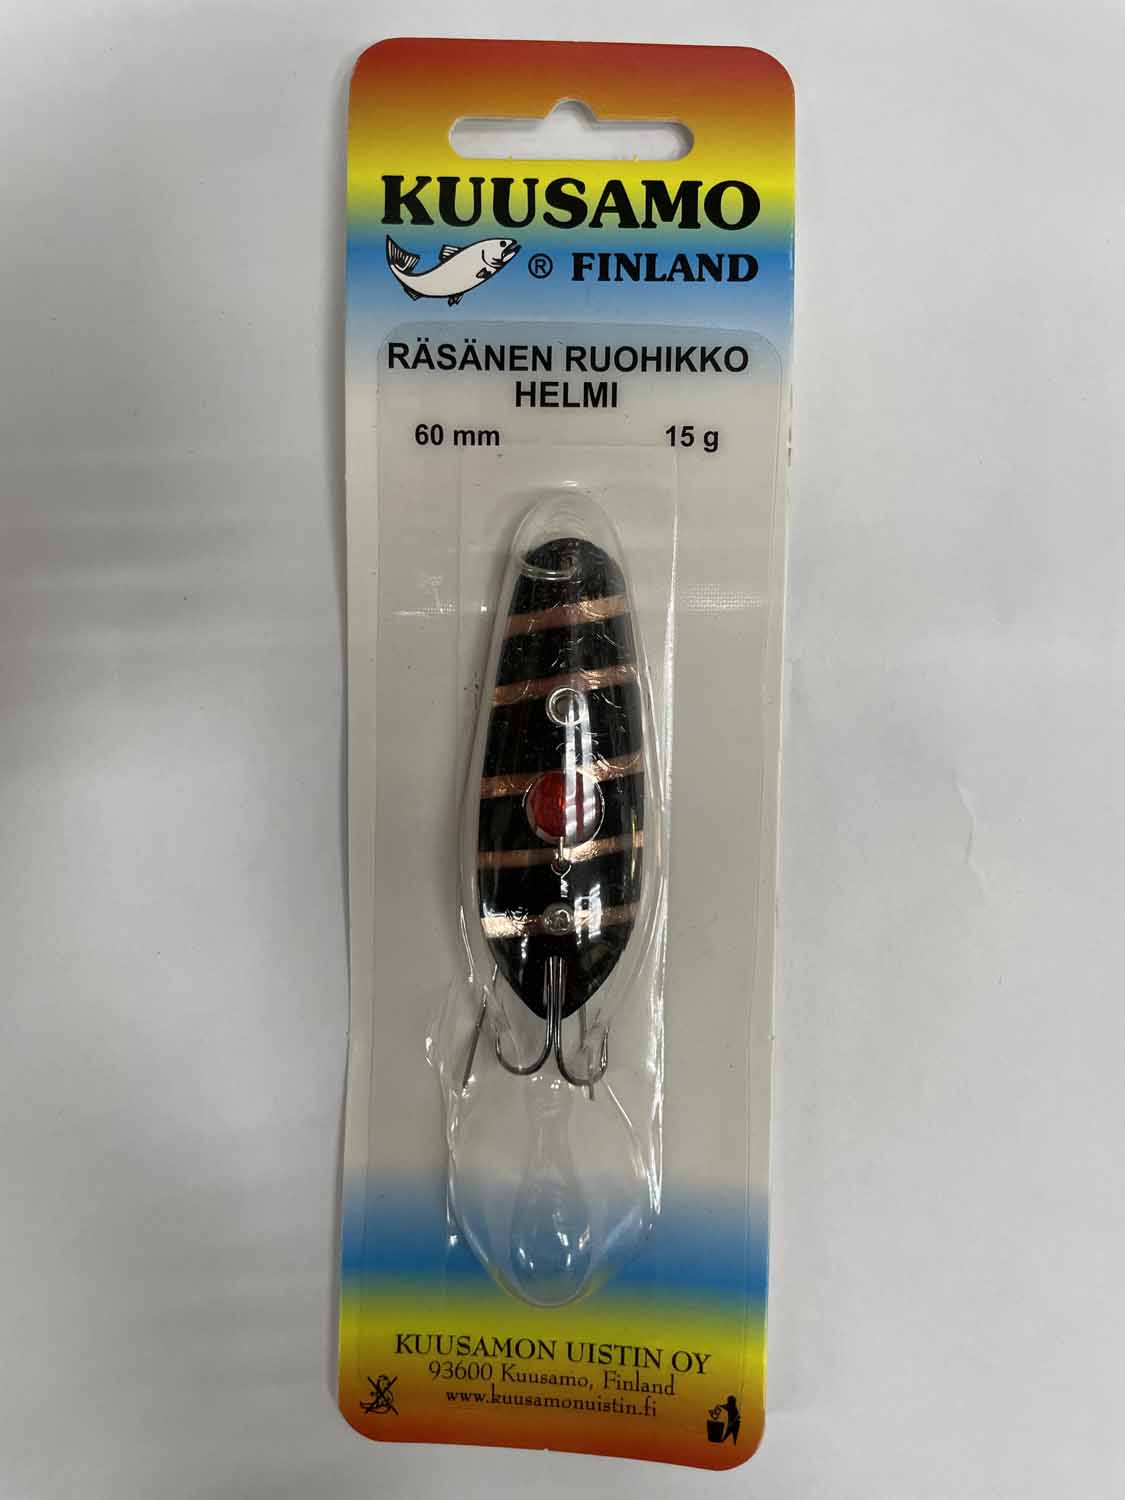 KUUSAMO
® FINLAND
RÄSÄNEN RUOHIKKO
HELMI
60 mm 15 g
KUUSAMON UISTIN OY
93600 Kuusamo, Finland
www.kuusamonuistin.fi